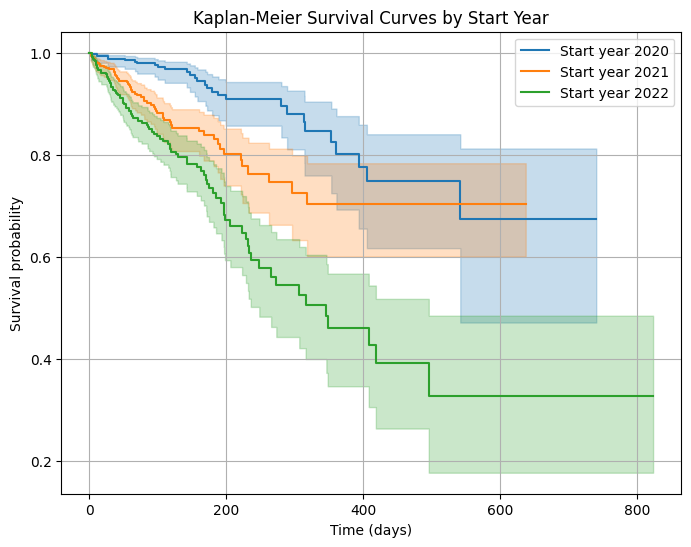 Kaplan-Meier Survival Curves by Start Year
Start year 2020
Start year 2021
Start year 2022
Survival probability
1.0
0.8
0.6
0.4
0.2
0
200
400
600
800
Time (days)